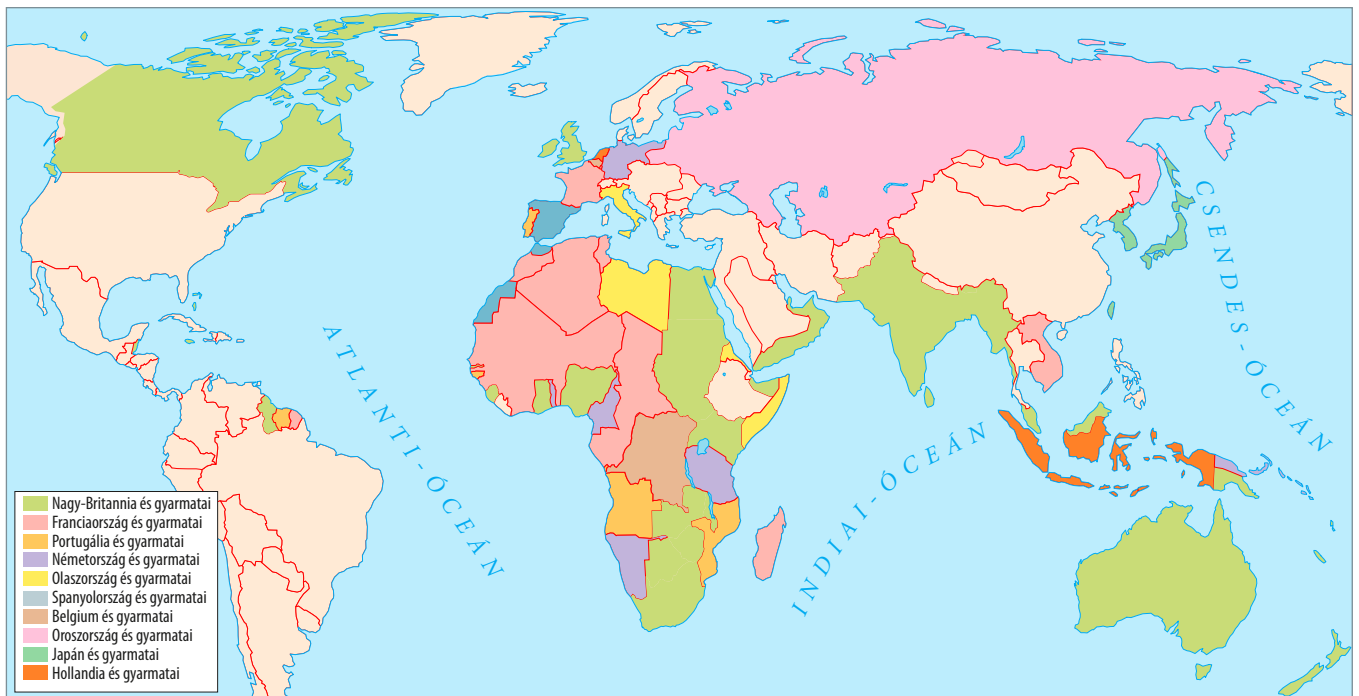 ATLANTI-ÓCEÁN
INDIAI-ÓCEÁN
CSENDES-ÓCEÁN
Nagy-Britannia és gyarmatai
Franciaország és gyarmatai
Portugália és gyarmatai
Németország és gyarmatai
Olaszország és gyarmatai
Spanyolország és gyarmatai
Belgium és gyarmatai
Oroszország és gyarmatai
Japán és gyarmatai
Hollandia és gyarmatai